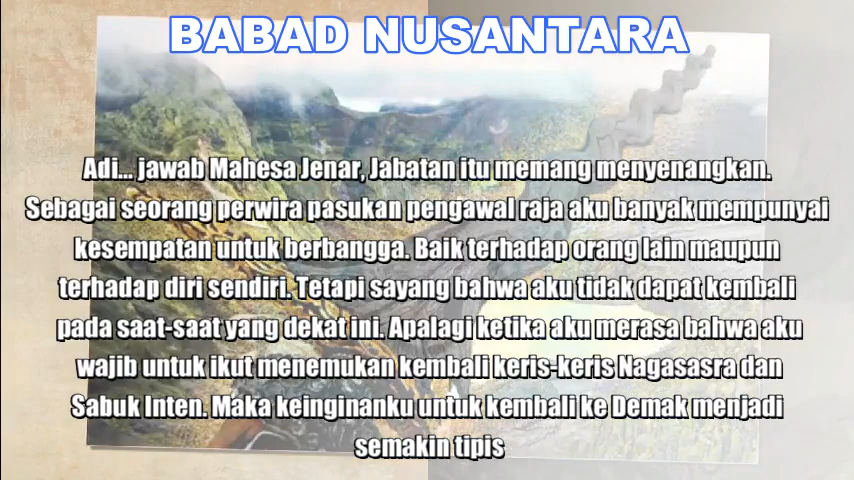 BABAD NUSANTARA
Adi... jawab Mahesa Jenar, Jabatan itu memang menyenangkan.
Sebagai seorang perwira pasukan pengawal raja aku banyak mempunyai
kesempatan untuk berbangga. Baik terhadap orang lain maupun
terhadap diri sendiri. Tetapi sayang bahwa aku tidak dapat kembali
pada saat-saat yang dekat ini. Apalagi ketika aku merasa bahwa aku
wajib untuk ikut menemukan kembali keris-keris Nagasasra dan
Sabuk Inten. Maka keinginanku untuk kembali ke Demak menjadi
semakin tipis